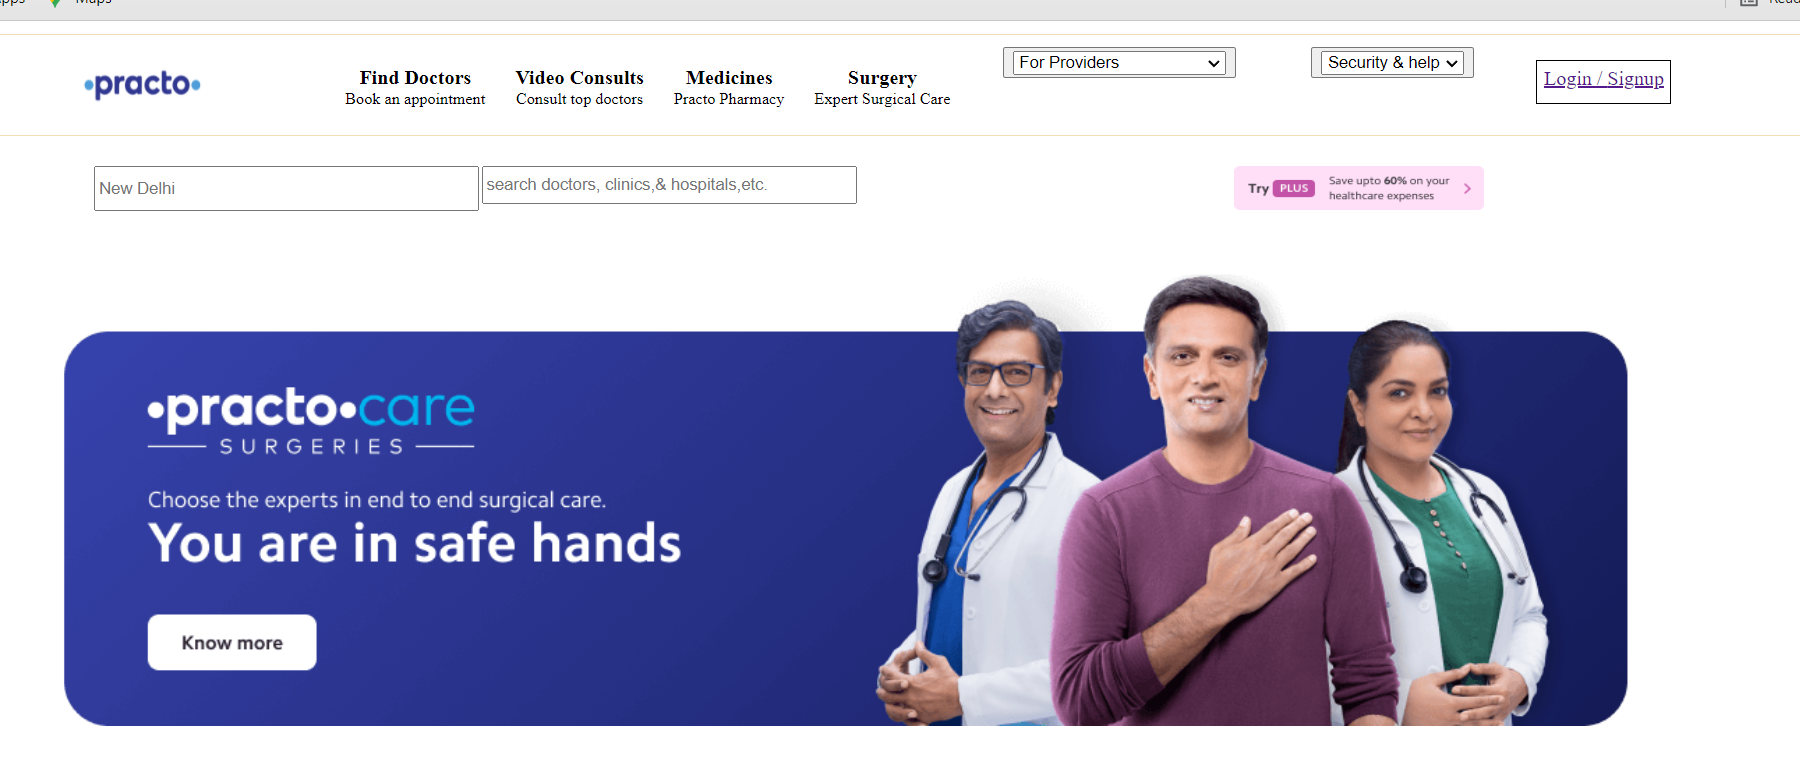 Maps
practo
Find Doctors
Book an appointment
Video Consults
Consult top doctors
Medicines
Practo Pharmacy
Surgery
Expert Surgical Care
For Providers
Security & help
Login / Signup
New Delhi
search doctors, clinics,& hospitals,etc.
Try PLUS
Save upto 60% on your
healthcare expenses
practo care
SURGERIES
Choose the experts in end to end surgical care.
You are in safe hands
Know more